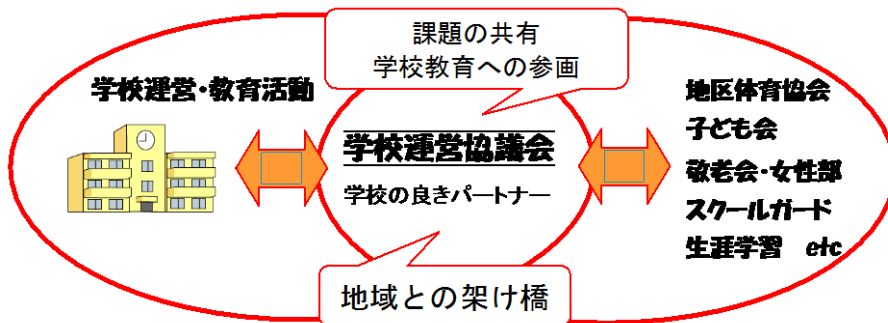 課題の共有
学校教育への参画
学校運営・教育活動
学校運営協議会
学校の良きパートナー
地区体育協会
子ども会
敬老会・女性部
スクールガード
生涯学習　etc
地域との架け橋